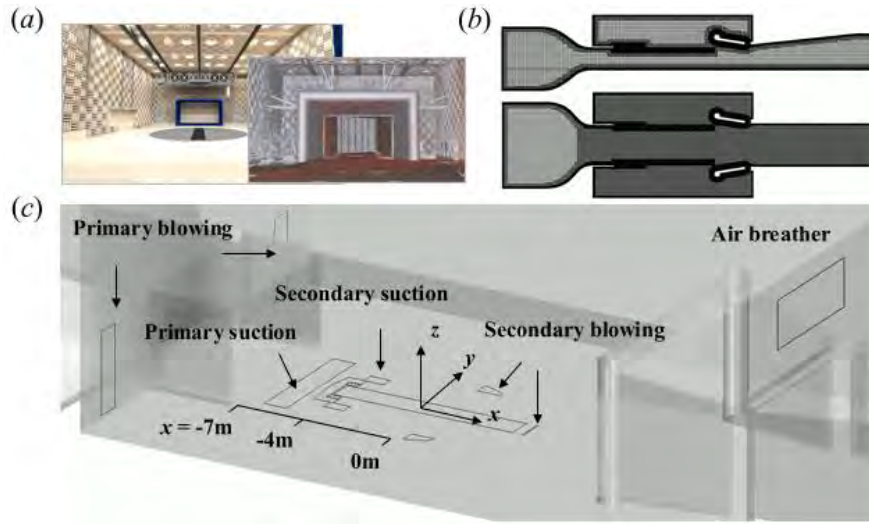 (a)
(b)
(c)
Primary blowing
Air breather
Secondary suction
Primary suction
Secondary blowing
z
y
x
x = -7m
-4m
0m